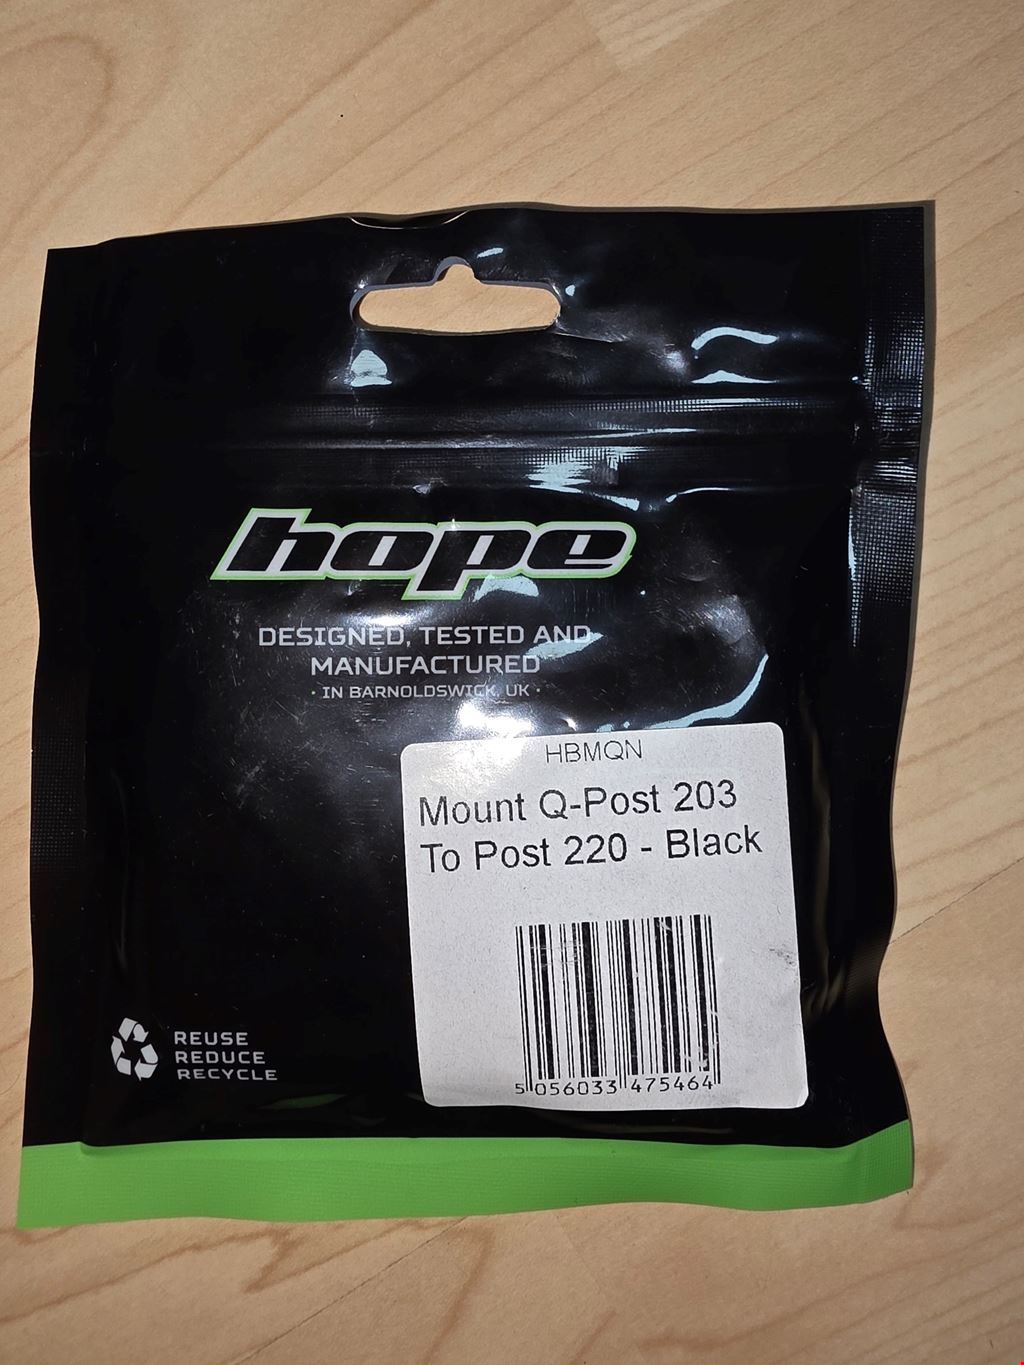 hope
DESIGNED, TESTED AND
MANUFACTURED
· IN BARNOLDSWICK, UK ·
HBMQN
Mount Q-Post 203
To Post 220 - Black
5 056033 475464
REUSE
REDUCE
RECYCLE